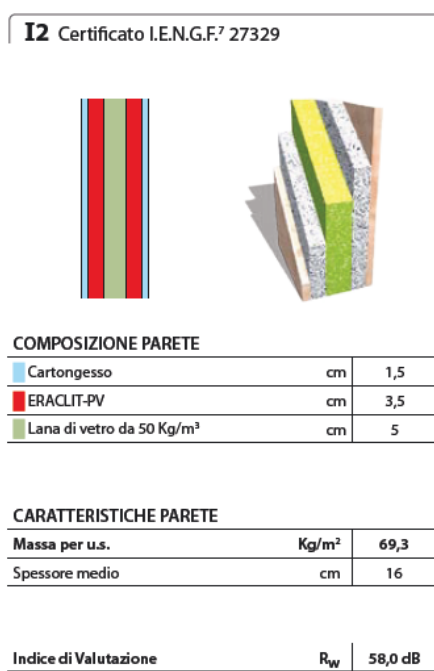 I2 Certificato I.E.N.G.F.⁷ 27329
COMPOSIZIONE PARETE
Cartongesso cm 1,5
ERACLIT-PV cm 3,5
Lana di vetro da 50 Kg/m³ cm 5
CARATTERISTICHE PARETE
Massa per u.s. Kg/m² 69,3
Spessore medio cm 16
Indice di Valutazione RW 58,0 dB